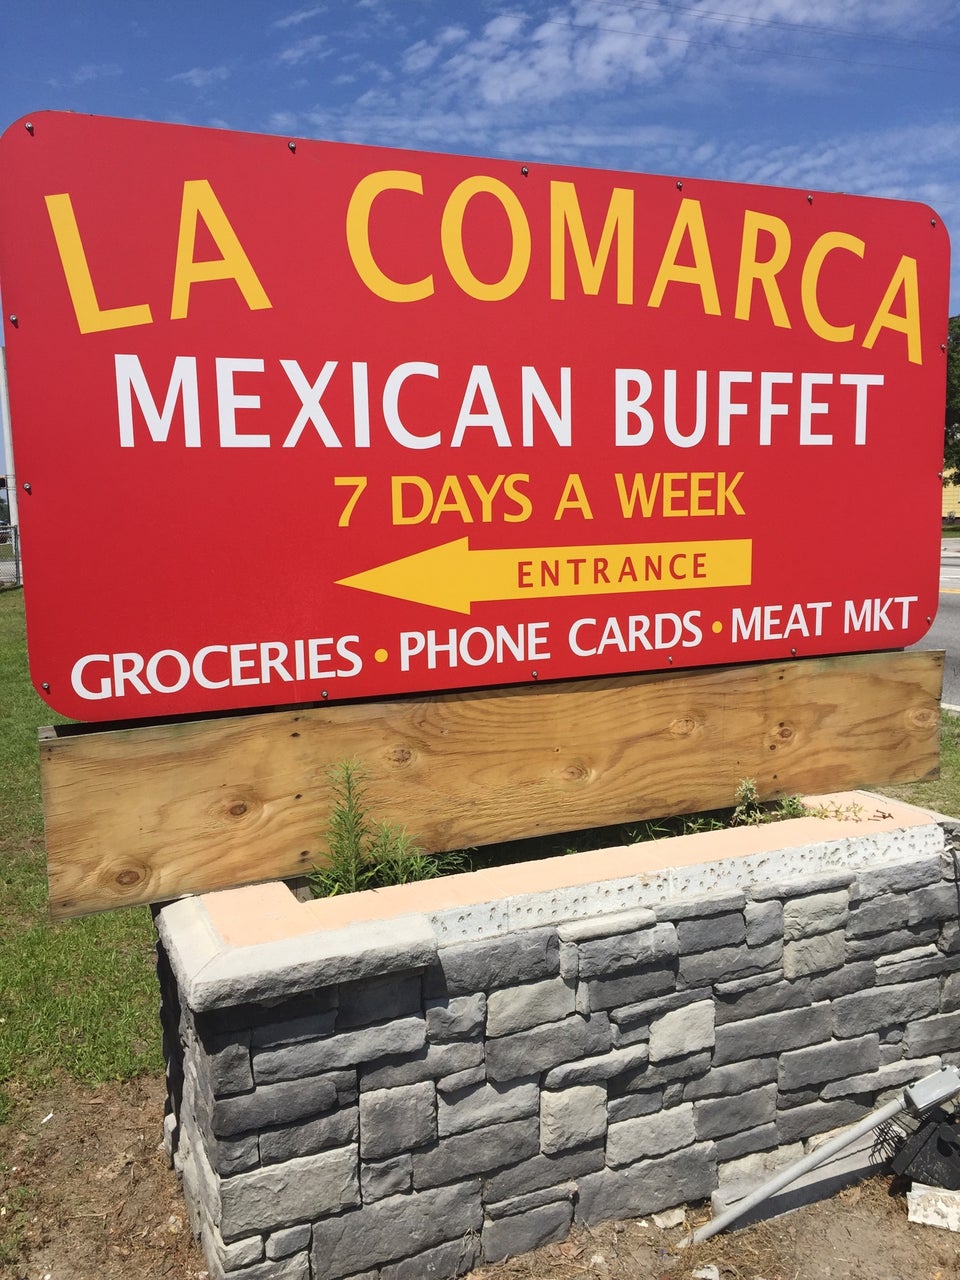 LA COMARCA
MEXICAN BUFFET
7 DAYS A WEEK
ENTRANCE
GROCERIES • PHONE CARDS • MEAT MKT